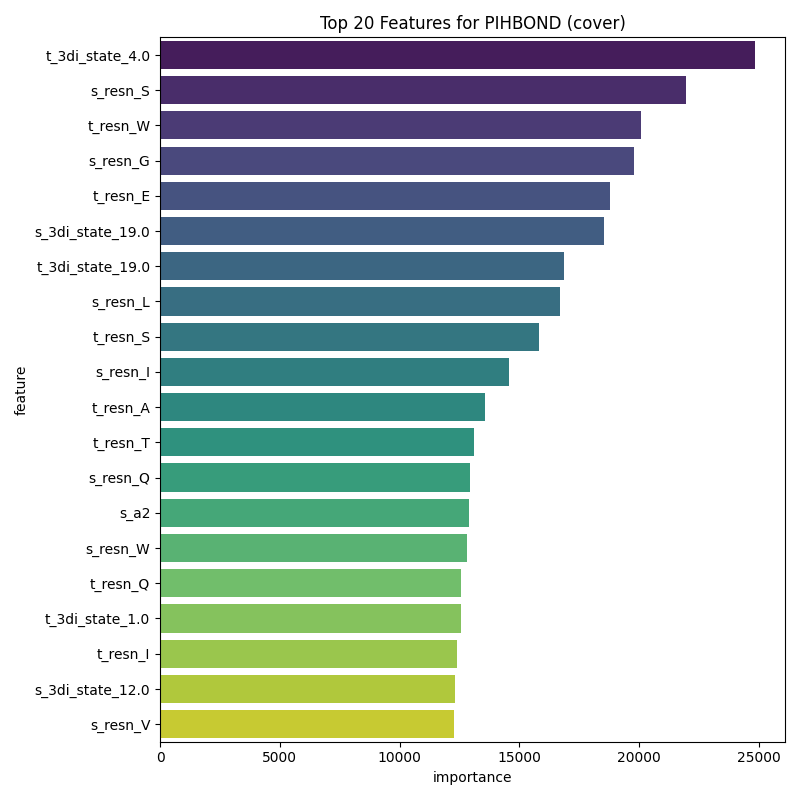 Top 20 Features for PIHBOND (cover)
feature
t_3di_state_4.0
s_resn_S
t_resn_W
s_resn_G
t_resn_E
s_3di_state_19.0
t_3di_state_19.0
s_resn_L
t_resn_S
s_resn_I
t_resn_A
t_resn_T
s_resn_Q
s_a2
s_resn_W
t_resn_Q
t_3di_state_1.0
t_resn_I
s_3di_state_12.0
s_resn_V
0 5000 10000 15000 20000 25000
importance